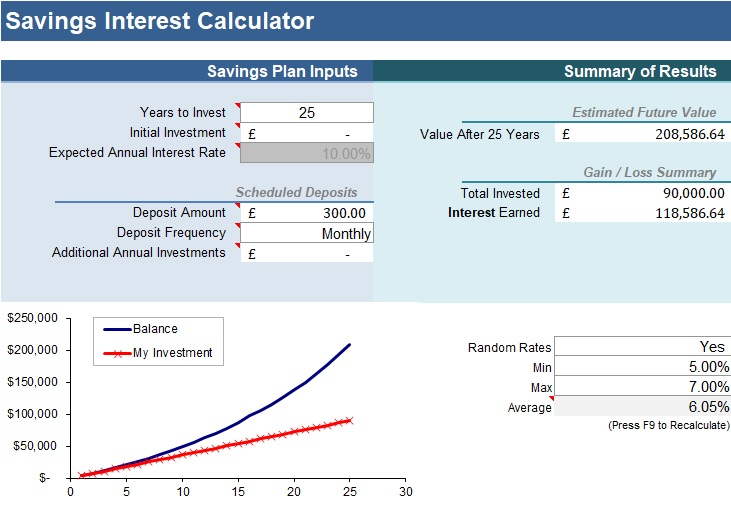 Savings Interest Calculator
Savings Plan Inputs
Years to Invest 25
Initial Investment £ -
Expected Annual Interest Rate 10.00%
Scheduled Deposits
Deposit Amount £ 300.00
Deposit Frequency Monthly
Additional Annual Investments £ -
Summary of Results
Estimated Future Value
Value After 25 Years £ 208,586.64
Gain / Loss Summary
Total Invested £ 90,000.00
Interest Earned £ 118,586.64
$250,000
$200,000
$150,000
$100,000
$50,000
$-
0 5 10 15 20 25 30
Balance
My Investment
Random Rates Yes
Min 5.00%
Max 7.00%
Average 6.05%
(Press F9 to Recalculate)